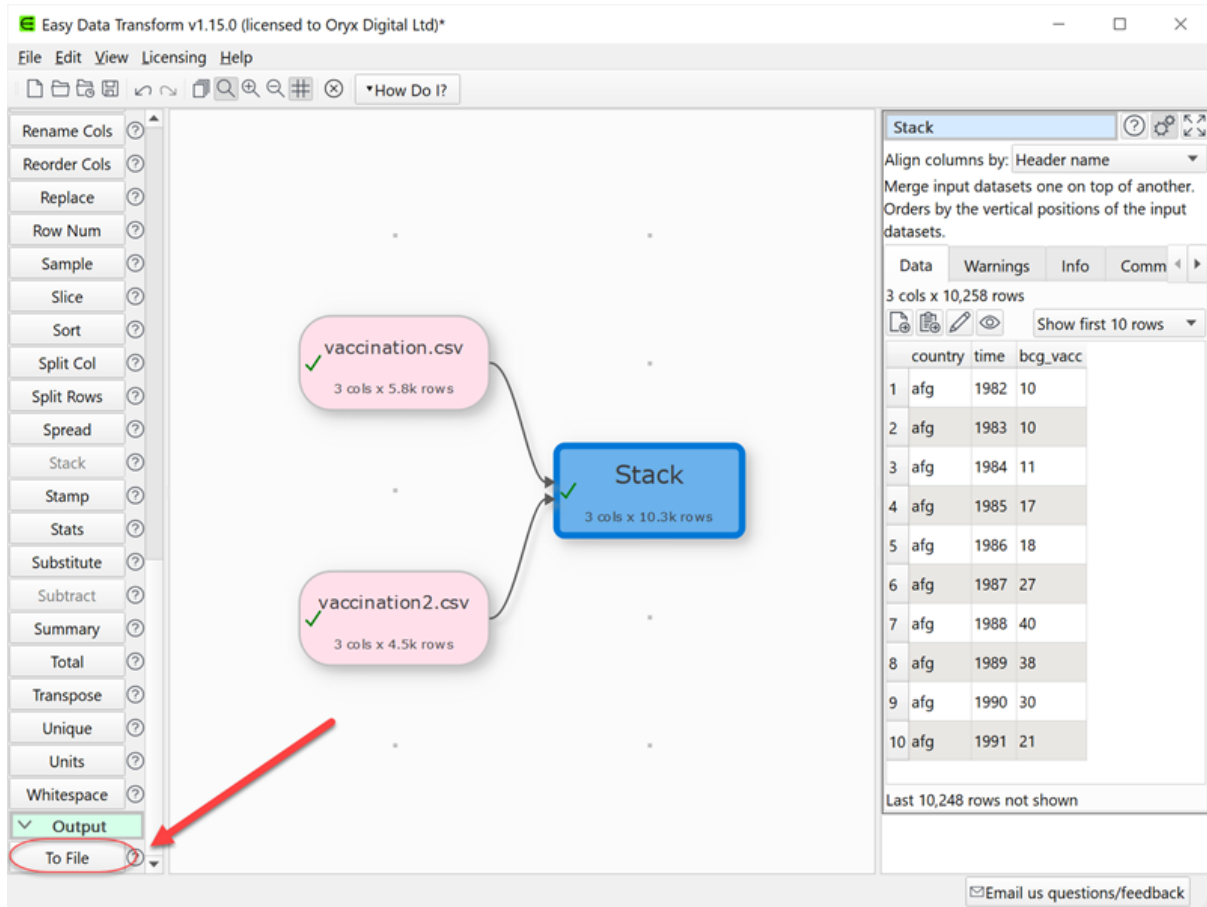 Easy Data Transform v1.15.0 (licensed to Oryx Digital Ltd)*
File Edit View Licensing Help
How Do I?
Rename Cols
Reorder Cols
Replace
Row Num
Sample
Slice
Sort
Split Col
Split Rows
Spread
Stack
Stamp
Stats
Substitute
Subtract
Summary
Total
Transpose
Unique
Units
Whitespace
Output
To File
vaccination.csv
3 cols x 5.8k rows
vaccination2.csv
3 cols x 4.5k rows
Stack
3 cols x 10.3k rows
Stack
Align columns by: Header name
Merge input datasets one on top of another.
Orders by the vertical positions of the input
datasets.
Data Warnings Info Comm
3 cols x 10,258 rows
Show first 10 rows
country time bcg_vacc
1 afg 1982 10
2 afg 1983 10
3 afg 1984 11
4 afg 1985 17
5 afg 1986 18
6 afg 1987 27
7 afg 1988 40
8 afg 1989 38
9 afg 1990 30
10 afg 1991 21
Last 10,248 rows not shown
Email us questions/feedback